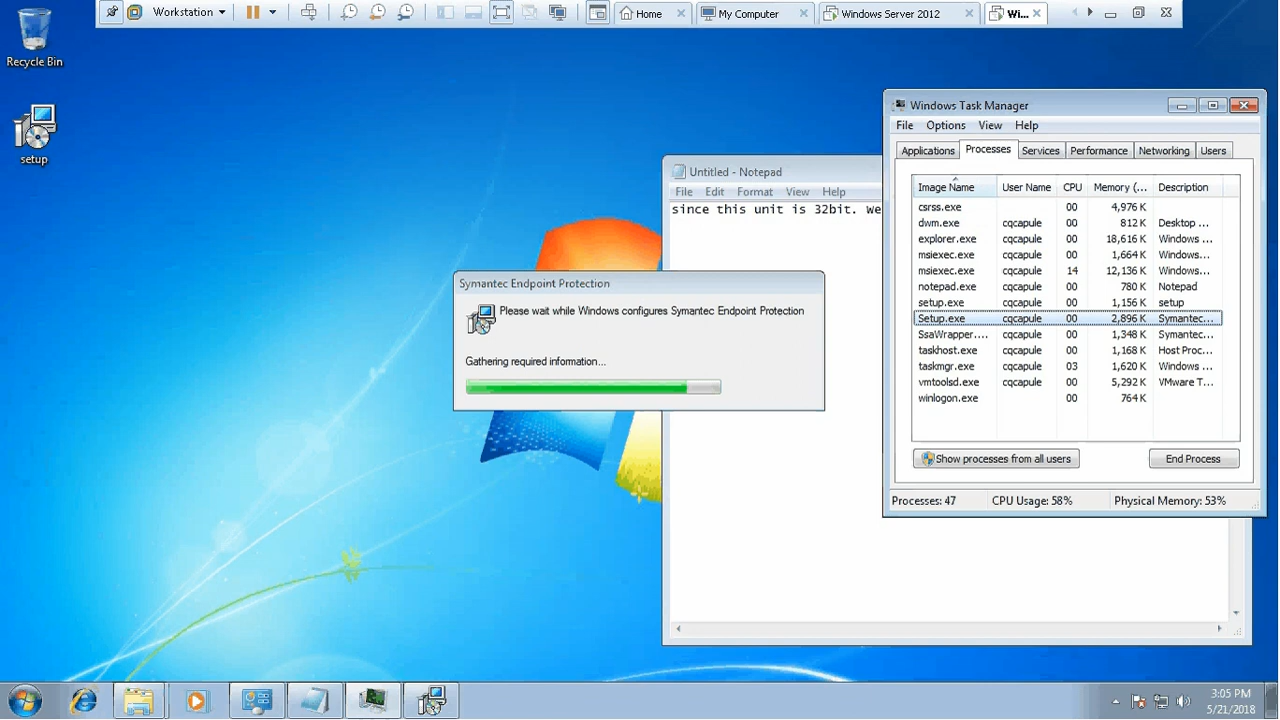 Workstation
Home
My Computer
Windows Server 2012
Wi...
Recycle Bin
setup
Untitled - Notepad
File Edit Format View Help
since this unit is 32bit. we
Symantec Endpoint Protection
Please wait while Windows configures Symantec Endpoint Protection
Gathering required information...
Windows Task Manager
File Options View Help
Applications Processes Services Performance Networking Users
Image Name User Name CPU Memory (... Description
csrss.exe 00 4,976 K
dwm.exe cqcapule 00 812 K Desktop ...
explorer.exe cqcapule 00 18,616 K Windows ...
msiexec.exe cqcapule 00 1,664 K Windows...
msiexec.exe cqcapule 14 12,136 K Windows...
notepad.exe cqcapule 00 780 K Notepad
setup.exe cqcapule 00 1,156 K setup
Setup.exe cqcapule 00 2,896 K Symantec...
SsaWrapper.... cqcapule 00 1,348 K Symantec...
taskhost.exe cqcapule 00 1,168 K Host Proc...
taskmgr.exe cqcapule 03 1,620 K Windows ...
vmtoolsd.exe cqcapule 00 5,292 K VMware T...
winlogon.exe 00 764 K
Show processes from all users
End Process
Processes: 47 CPU Usage: 58% Physical Memory: 53%
3:05 PM
5/21/2018